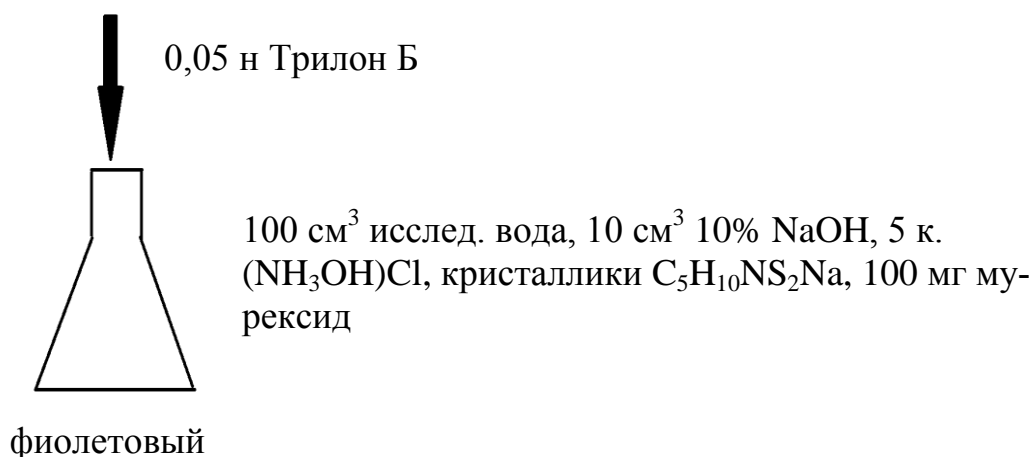 0,05 н Трилон Б
100 см³ исслед. вода, 10 см³ 10% NaOH, 5 к.
(NH₃OH)Cl, кристаллики C₅H₁₀NS₂Na, 100 мг му-
рексид
фиолетовый